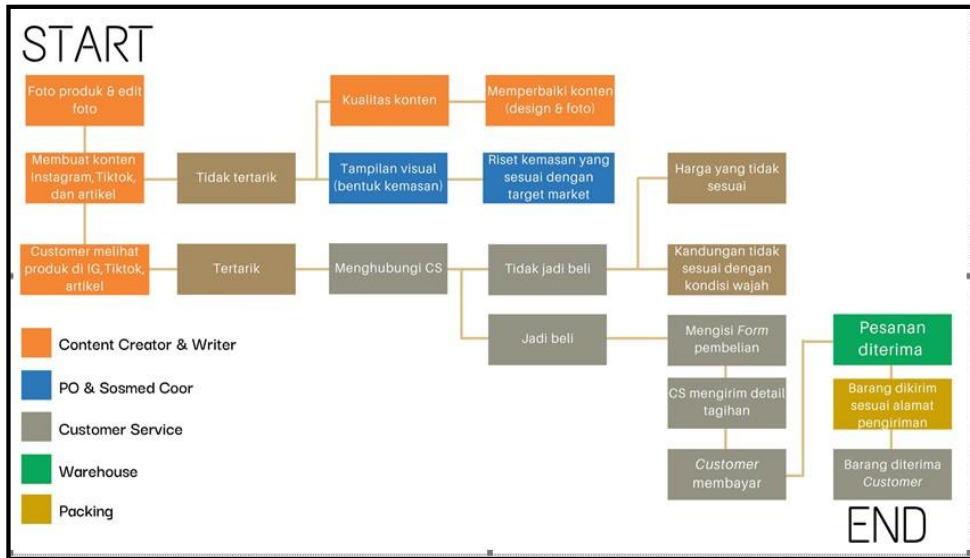 START
Foto produk & edit
foto
Kualitas konten
Memperbaiki konten
(design & foto)
Membuat konten
Instagram, Tiktok,
dan artikel
Tidak tertarik
Tampilan visual
(bentuk kemasan)
Riset kemasan yang
sesuai dengan
target market
Harga yang tidak
sesuai
Customer melihat
produk di IG, Tiktok,
artikel
Tertarik
Menghubungi CS
Tidak jadi beli
Kandungan tidak
sesuai dengan
kondisi wajah
Jadi beli
Mengisi Form
pembelian
Pesanan
diterima
CS mengirim detail
tagihan
Barang dikirim
sesuai alamat
pengiriman
Customer
membayar
Barang diterima
Customer
Content Creator & Writer
PO & Sosmed Coor
Customer Service
Warehouse
Packing
END